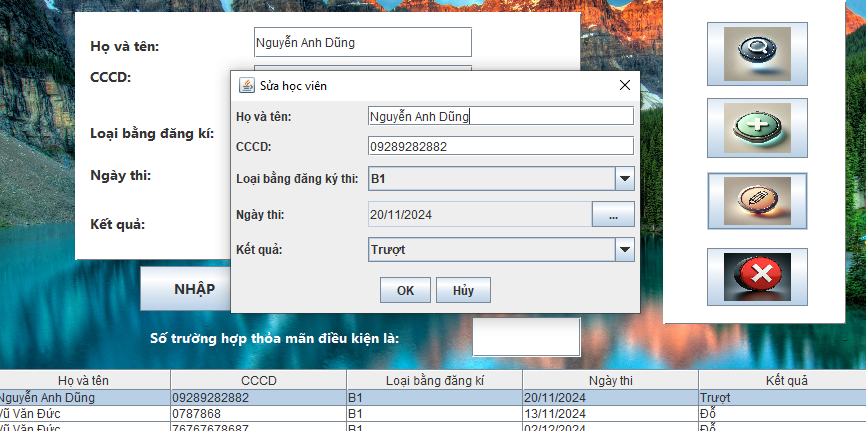 Họ và tên:
Nguyễn Anh Dũng
CCCD:
Loại bằng đăng kí:
Ngày thi:
Kết quả:
NHẬP
Số trường hợp thỏa mãn điều kiện là:
Sửa học viên
Họ và tên:
Nguyễn Anh Dũng
CCCD:
09289282882
Loại bằng đăng ký thi:
B1
Ngày thi:
20/11/2024
...
Kết quả:
Trượt
OK
Hủy
Họ và tên CCCD Loại bằng đăng kí Ngày thi Kết quả
Nguyễn Anh Dũng 09289282882 B1 20/11/2024 Trượt
Vũ Văn Đức 0787868 B1 13/11/2024 Đỗ
Vũ Văn Đức 76767678687 B1 02/12/2024 Đỗ